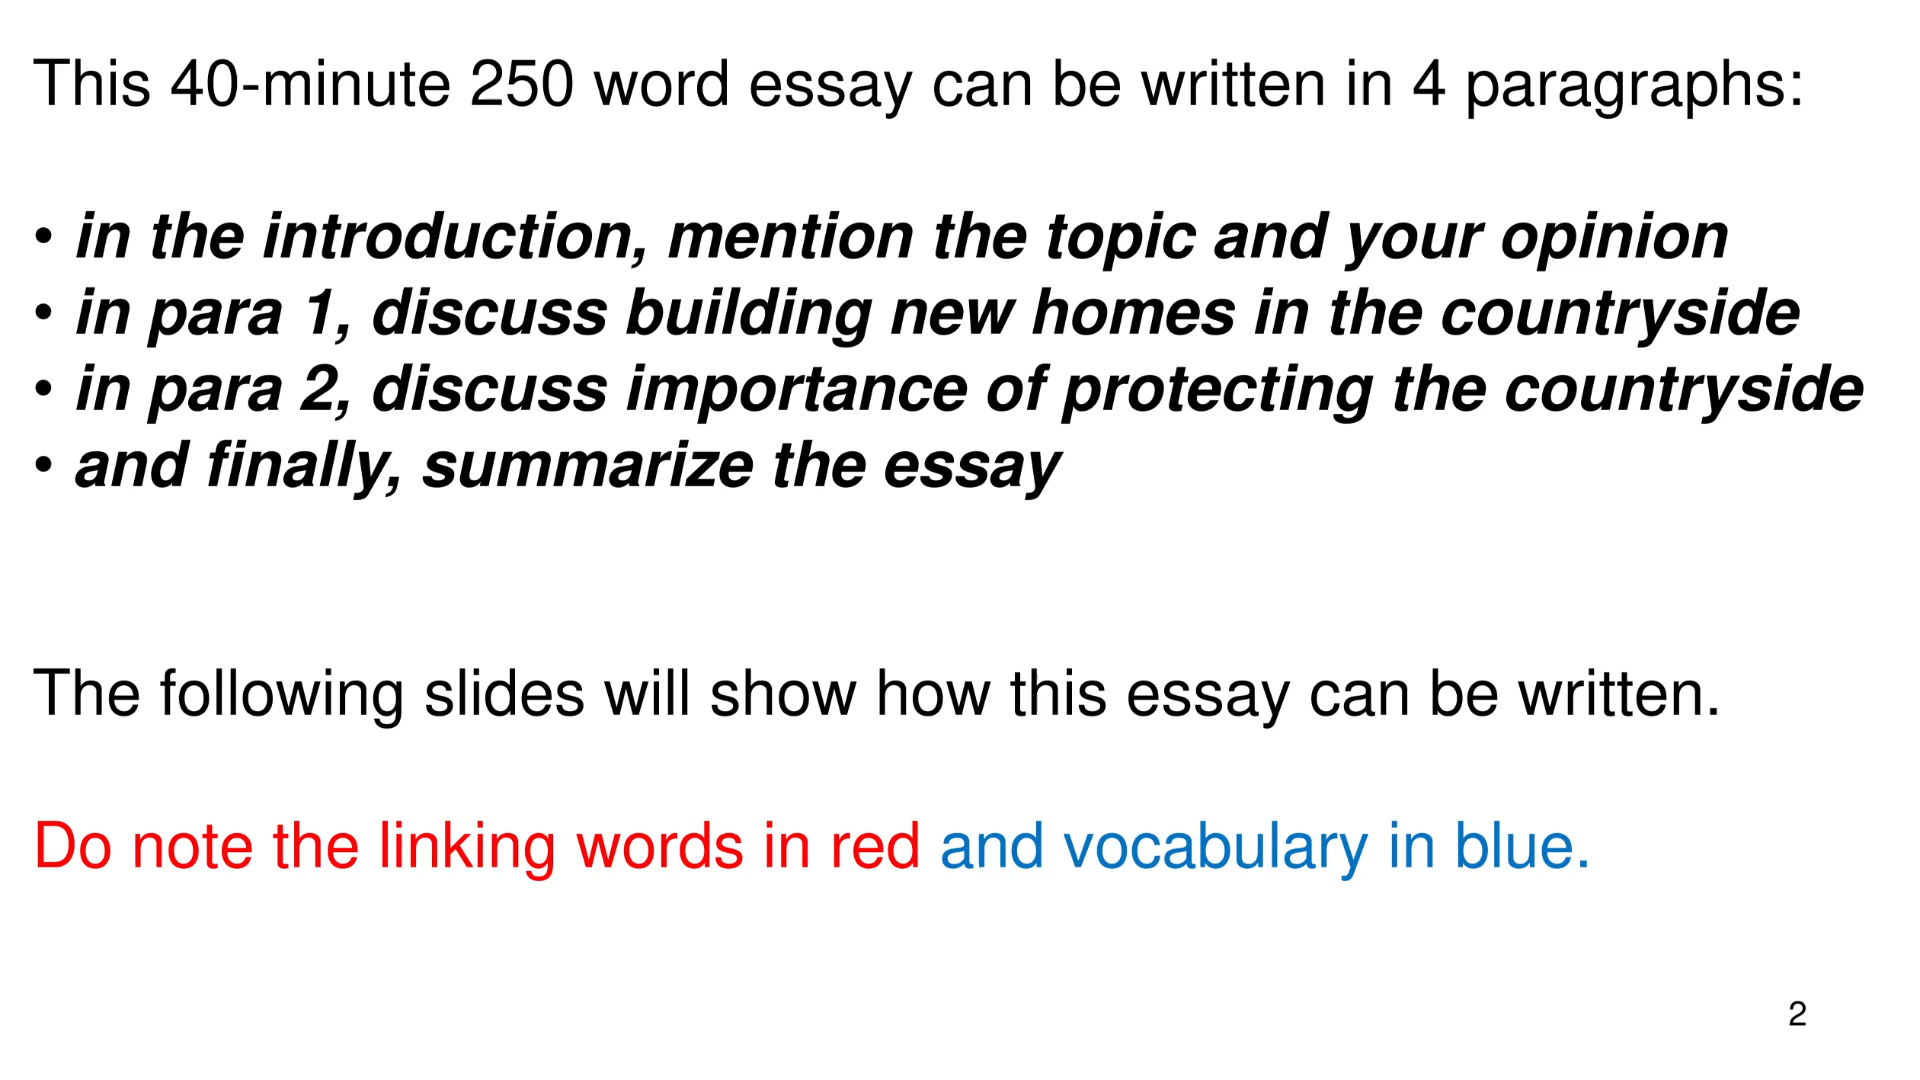 This 40-minute 250 word essay can be written in 4 paragraphs:
• in the introduction, mention the topic and your opinion
• in para 1, discuss building new homes in the countryside
• in para 2, discuss importance of protecting the countryside
• and finally, summarize the essay
The following slides will show how this essay can be written.
Do note the linking words in red and vocabulary in blue.
2